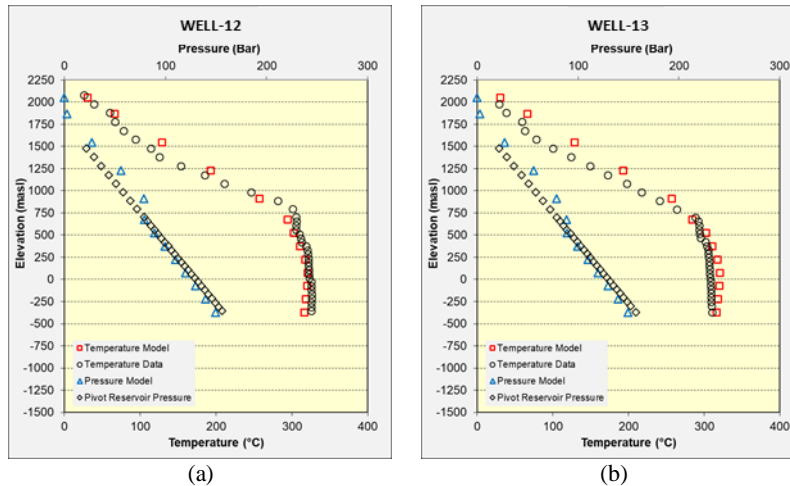 WELL-12
Pressure (Bar)
0 100 200 300
2250
2000
1750
1500
1250
1000
750
500
250
0
-250
-500
-750
-1000
-1250
-1500
Elevation (masl)
Temperature Model
Temperature Data
Pressure Model
Pivot Reservoir Pressure
0 100 200 300 400
Temperature (°C)
(a)
WELL-13
Pressure (Bar)
0 100 200 300
2250
2000
1750
1500
1250
1000
750
500
250
0
-250
-500
-750
-1000
-1250
-1500
Elevation (masl)
Temperature Model
Temperature Data
Pressure Model
Pivot Reservoir Pressure
0 100 200 300 400
Temperature (°C)
(b)